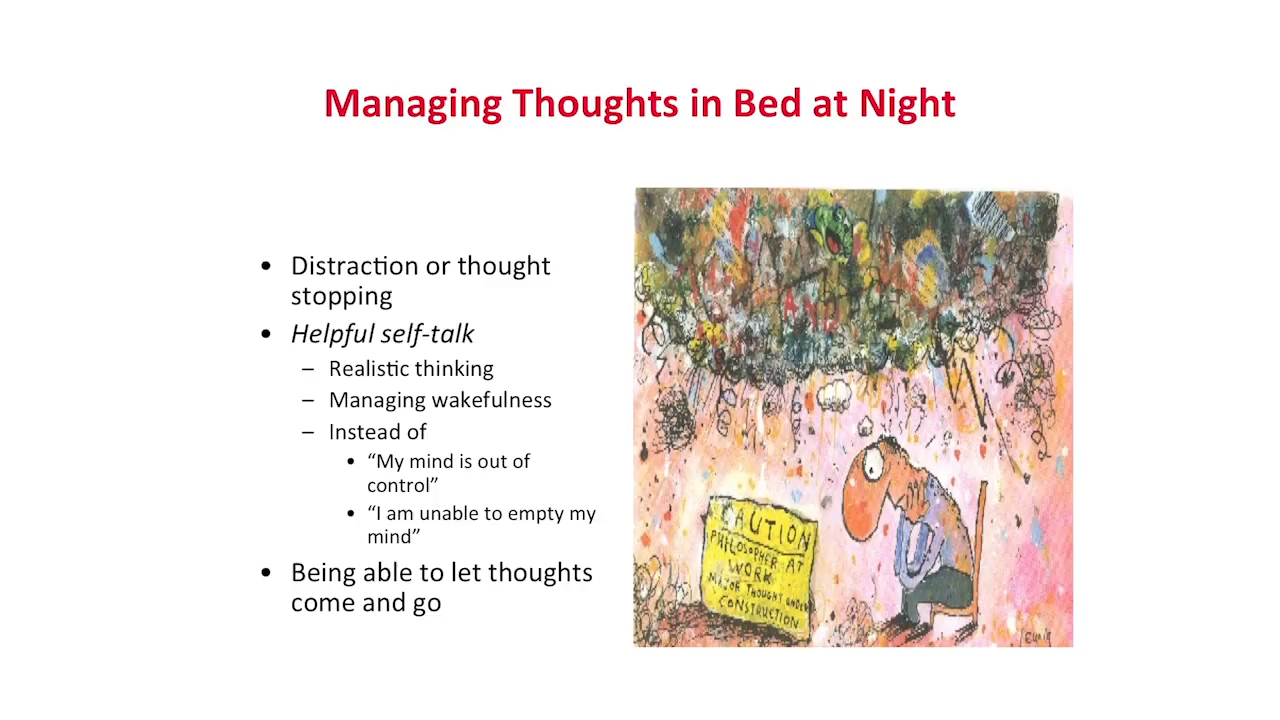 Managing Thoughts in Bed at Night
• Distraction or thought
stopping
• Helpful self-talk
– Realistic thinking
– Managing wakefulness
– Instead of
• “My mind is out of
control”
• “I am unable to empty my
mind”
• Being able to let thoughts
come and go
AND
CAUTION
PHILOSOPHER AT
WORK
MAJOR THOUGHT UNDER
CONSTRUCTION
Leunig